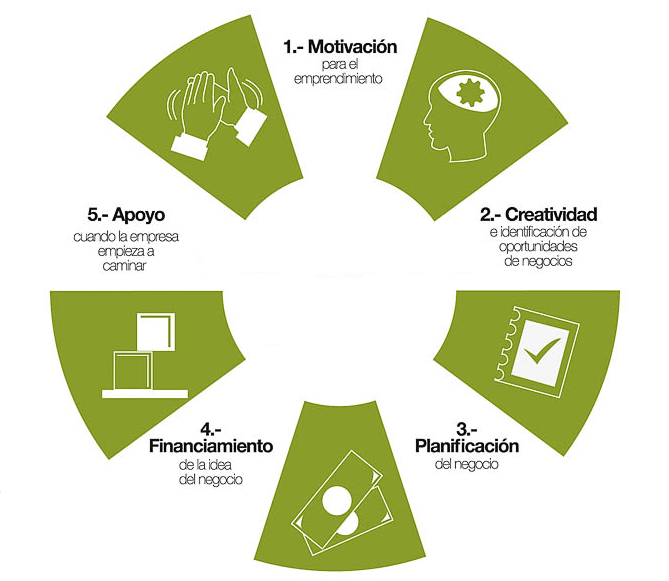 1.- Motivación
para el
emprendimiento
2.- Creatividad
e identificación de
oportunidades
de negocios
3.-
Planificación
del negocio
4.-
Financiamiento
de la idea
del negocio
5.- Apoyo
cuando la empresa
empieza a
caminar